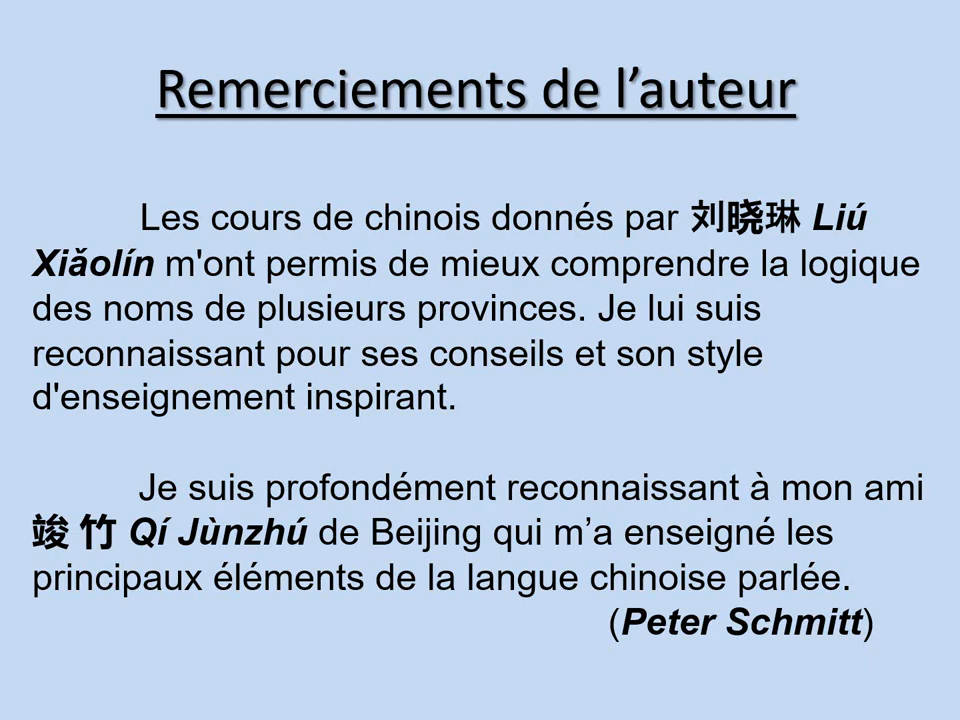 Remerciements de l’auteur
Les cours de chinois donnés par 刘晓琳 Liú
Xiǎolín m'ont permis de mieux comprendre la logique
des noms de plusieurs provinces. Je lui suis
reconnaissant pour ses conseils et son style
d'enseignement inspirant.
Je suis profondément reconnaissant à mon ami
竣 竹 Qí Jùnzhú de Beijing qui m’a enseigné les
principaux éléments de la langue chinoise parlée.
(Peter Schmitt)